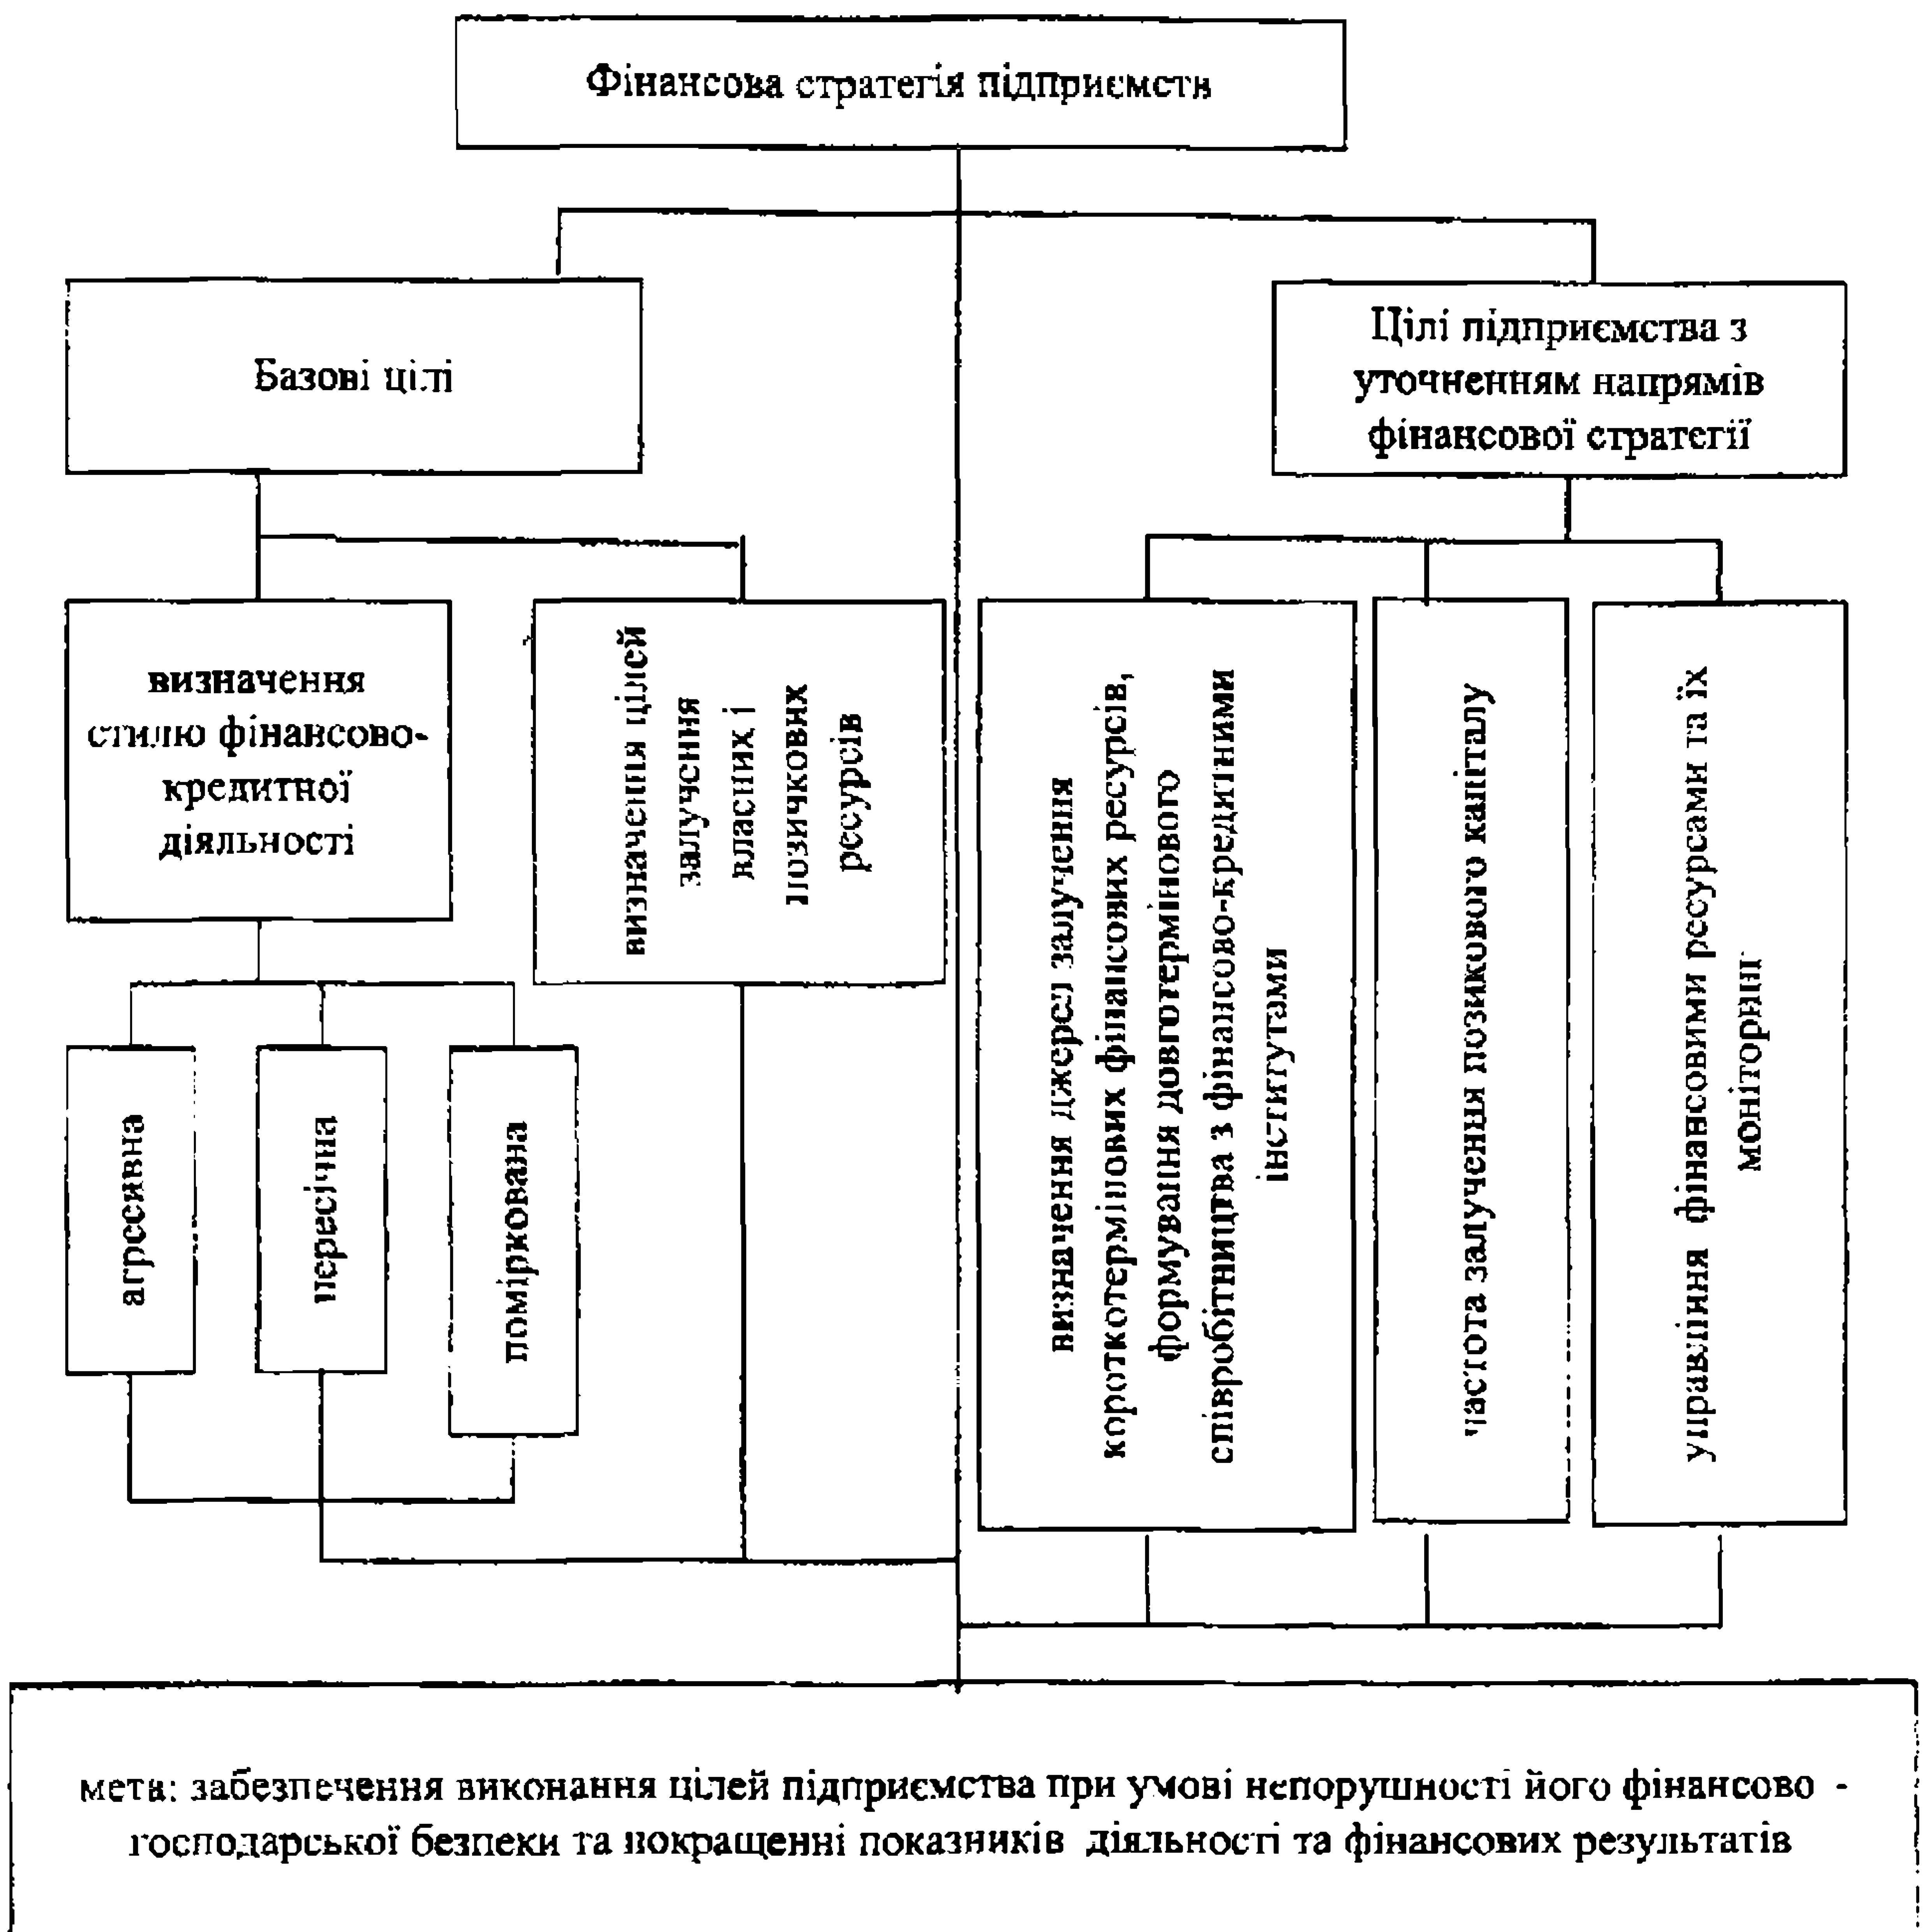 Фінансова стратегія підприємств
Базові цілі
Цілі підприємства з
уточненням напрямів
фінансової стратегії
визначення
стилю фінансово-
кредитної
діяльності
визначення цілей
залучення
власних і
позичкових
ресурсів
визначення джерел залучення
короткотермінових фінансових ресурсів,
формування довготермінового
співробітництва з фінансово-кредитними
інститутами
частота залучення позикового капіталу
управління фінансовими ресурсами та їх
моніторинг
агресивна
пересічна
поміркована
мета: забезпечення виконання цілей підприємства при умові непорушності його фінансово -
господарської безпеки та покращенні показників діяльності та фінансових результатів